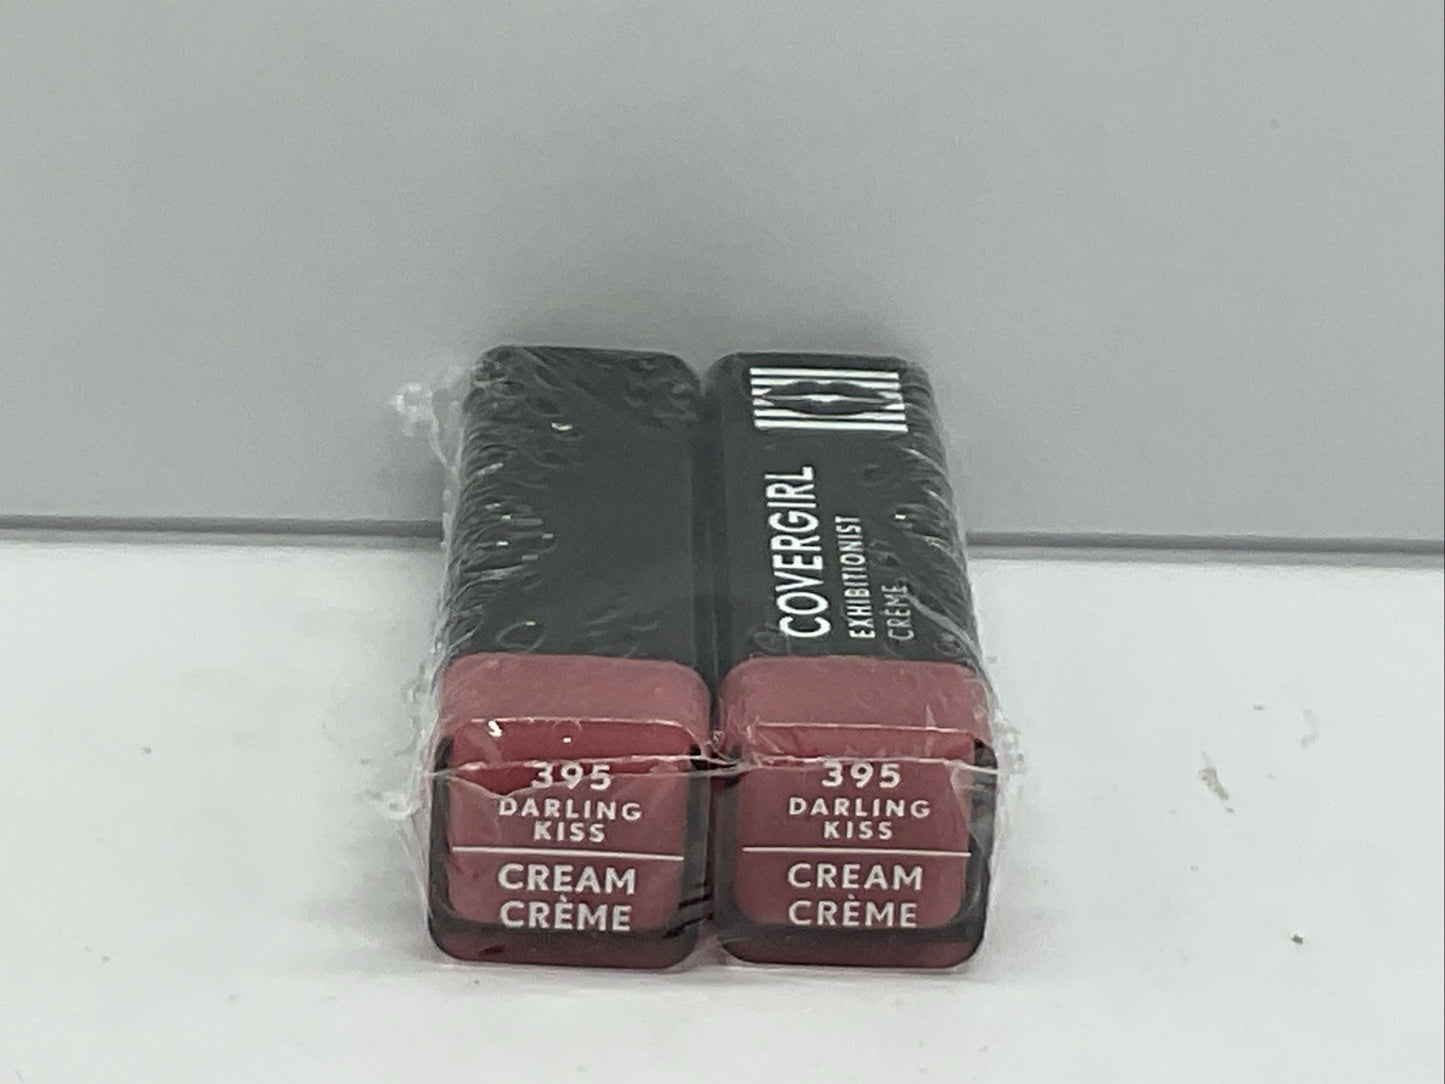 COVERGIRL
EXHIBITIONIST
CRÈME
395
DARLING
KISS
CREAM
CRÈME
395
DARLING
KISS
CREAM
CRÈME